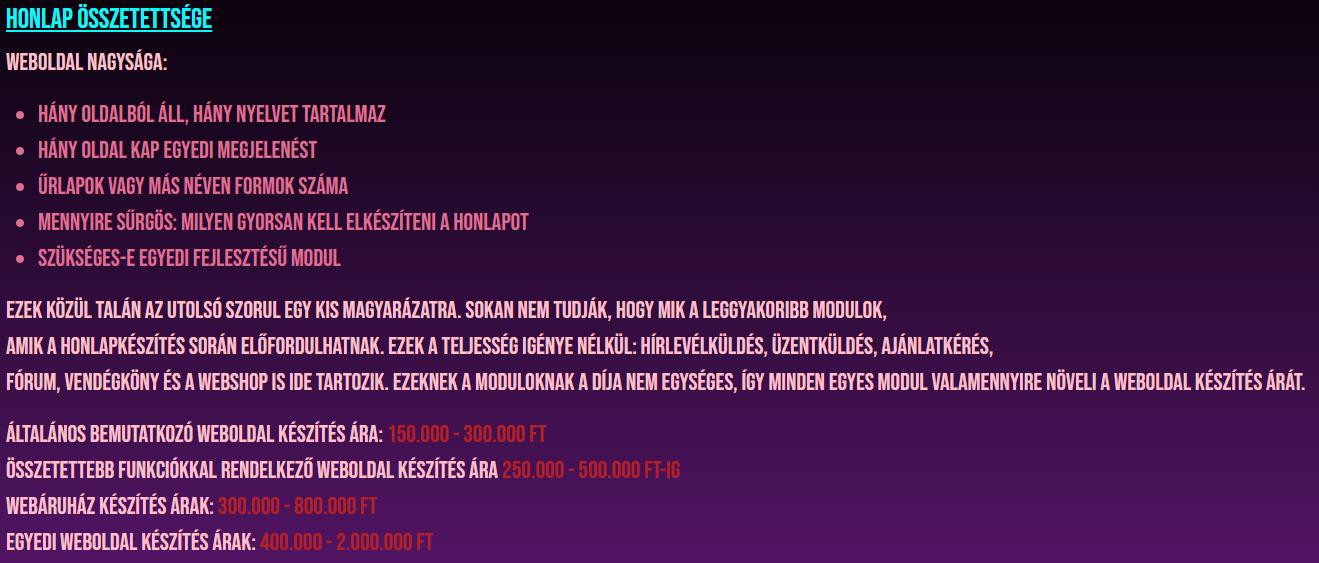 HONLAP ÖSSZETETTSÉGE
WEBOLDAL NAGYSÁGA:
HÁNY OLDALBÓL ÁLL, HÁNY NYELVET TARTALMAZ
HÁNY OLDAL KAP EGYEDI MEGJELENÉST
ŰRLAPOK VAGY MÁS NÉVEN FORMOK SZÁMA
MENNYIRE SŰRGÖS: MILYEN GYORSAN KELL ELKÉSZÍTENI A HONLAPOT
SZÜKSÉGES-E EGYEDI FEJLESZTÉSŰ MODUL
EZEK KÖZÜL TALÁN AZ UTOLSÓ SZORUL EGY KIS MAGYARÁZATRA. SOKAN NEM TUDJÁK, HOGY MIK A LEGGYAKORIBB MODULOK,
AMIK A HONLAPKÉSZÍTÉS SORÁN ELŐFORDULHATNAK. EZEK A TELJESSÉG IGÉNYE NÉLKÜL: HÍRLEVÉLKÜLDÉS, ÜZENTKÜLDÉS, AJÁNLATKÉRÉS,
FÓRUM, VENDÉGKÖNY ÉS A WEBSHOP IS IDE TARTOZIK. EZEKNEK A MODULOKNAK A DÍJA NEM EGYSÉGES, ÍGY MINDEN EGYES MODUL VALAMENNYIRE NÖVELI A WEBOLDAL KÉSZÍTÉS ÁRÁT.
ÁLTALÁNOS BEMUTATKOZÓ WEBOLDAL KÉSZÍTÉS ÁRA: 150.000 - 300.000 FT
ÖSSZETETTEBB FUNKCIÓKKAL RENDELKEZŐ WEBOLDAL KÉSZÍTÉS ÁRA 250.000 - 500.000 FT-IG
WEBÁRUHÁZ KÉSZÍTÉS ÁRAK: 300.000 - 800.000 FT
EGYEDI WEBOLDAL KÉSZÍTÉS ÁRAK: 400.000 - 2.000.000 FT